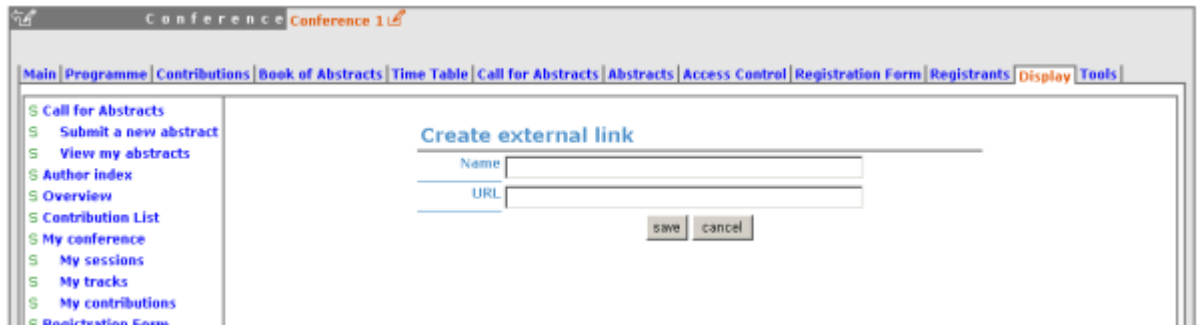 Conference Conference 1
Main Programme Contributions Book of Abstracts Time Table Call for Abstracts Abstracts Access Control Registration Form Registrants Display Tools
S Call for Abstracts
S Submit a new abstract
S View my abstracts
S Author index
S Overview
S Contribution List
S My conference
S My sessions
S My tracks
S My contributions
S Registration Form
Create external link
Name
URL
save cancel